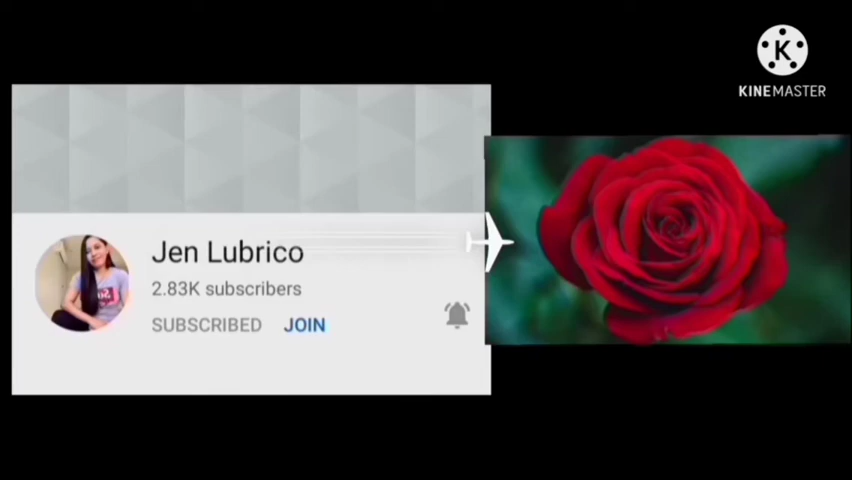 K
KINEMASTER
Jen Lubrico
2.83K subscribers
SUBSCRIBED JOIN